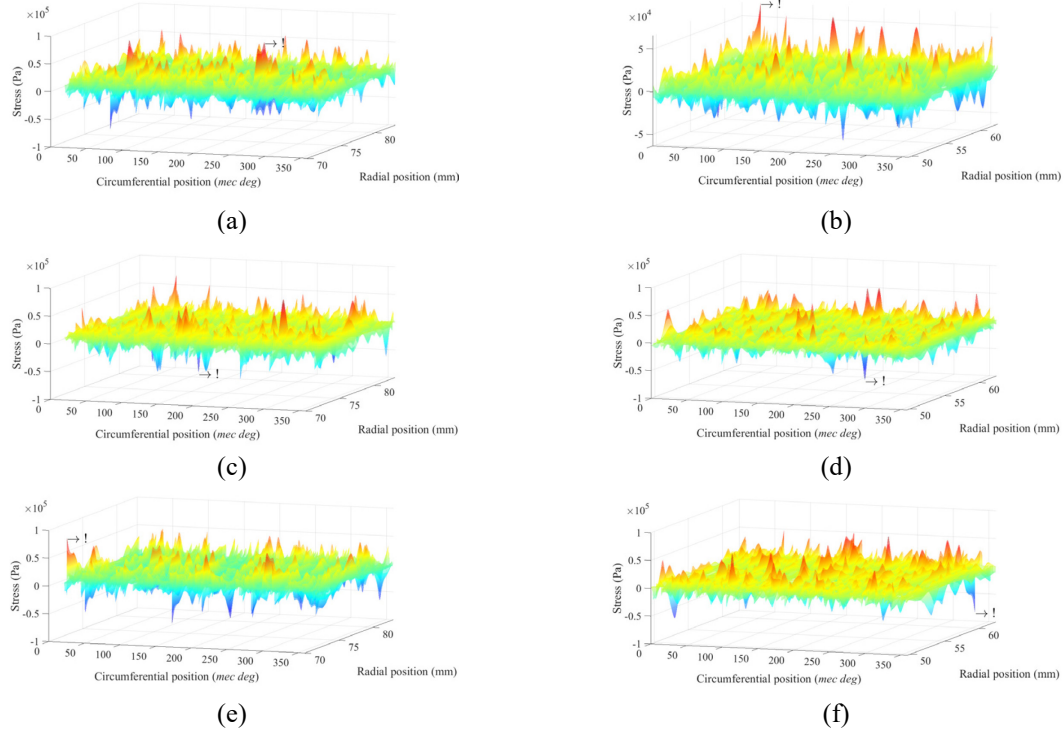 ×10⁵
1
0.5
0
-0.5
-1
Stress (Pa)
→ !
0 50 100 150 200 250 300 350
Circumferential position (mec deg)
70 75 80
Radial position (mm)
(a)
×10⁴
5
0
-5
Stress (Pa)
→ !
0 50 100 150 200 250 300 350
Circumferential position (mec deg)
50 55 60
Radial position (mm)
(b)
×10⁵
1
0.5
0
-0.5
-1
Stress (Pa)
→ !
0 50 100 150 200 250 300 350
Circumferential position (mec deg)
70 75 80
Radial position (mm)
(c)
×10⁵
1
0.5
0
-0.5
-1
Stress (Pa)
→ !
0 50 100 150 200 250 300 350
Circumferential position (mec deg)
50 55 60
Radial position (mm)
(d)
×10⁵
1
0.5
0
-0.5
-1
Stress (Pa)
→ !
0 50 100 150 200 250 300 350
Circumferential position (mec deg)
70 75 80
Radial position (mm)
(e)
×10⁵
1
0.5
0
-0.5
-1
Stress (Pa)
→ !
0 50 100 150 200 250 300 350
Circumferential position (mec deg)
50 55 60
Radial position (mm)
(f)